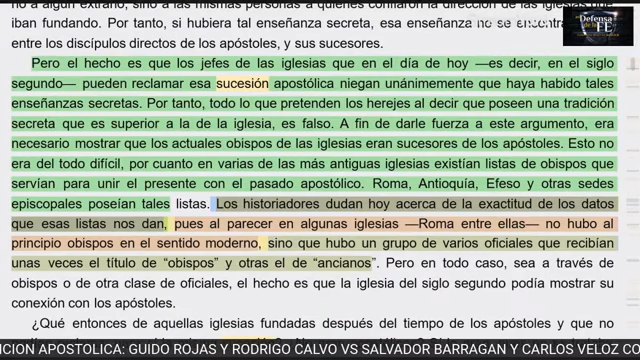 no a algún extraño, sino a las mismas personas a quienes confiaron la dirección de las iglesias que
iban fundando. Por tanto, si hubiera tal enseñanza secreta, esa enseñanza no se
entre los discípulos directos de los apóstoles, y sus sucesores.
Pero el hecho es que los jefes de las iglesias que en el día de hoy —es decir, en el siglo
segundo— pueden reclamar esa sucesión apostólica niegan unánimemente que haya habido tales
enseñanzas secretas. Por tanto, todo lo que pretenden los herejes al decir que poseen una tradición
secreta que es superior a la de la iglesia, es falso. A fin de darle fuerza a este argumento, era
necesario mostrar que los actuales obispos de las iglesias eran sucesores de los apóstoles. Esto no
era del todo difícil, por cuanto en varias de las más antiguas iglesias existían listas de obispos que
servían para unir el presente con el pasado apostólico. Roma, Antioquía, Efeso y otras sedes
episcopales poseían tales listas. Los historiadores dudan hoy acerca de la exactitud de los datos
que esas listas nos dan, pues al parecer en algunas iglesias —Roma entre ellas— no hubo al
principio obispos en el sentido moderno, sino que hubo un grupo de varios oficiales que recibían
unas veces el título de “obispos” y otras el de “ancianos”. Pero en todo caso, sea a través de
obispos o de otra clase de oficiales, el hecho es que la iglesia del siglo segundo podía mostrar su
conexión con los apóstoles.
¿Qué entonces de aquellas iglesias fundadas después del tiempo de los apóstoles y que no
Defensa
FE
CION APOSTOLICA: GUIDO ROJAS Y RODRIGO CALVO VS SALVADOR BARRAGAN Y CARLOS VELOZ CO